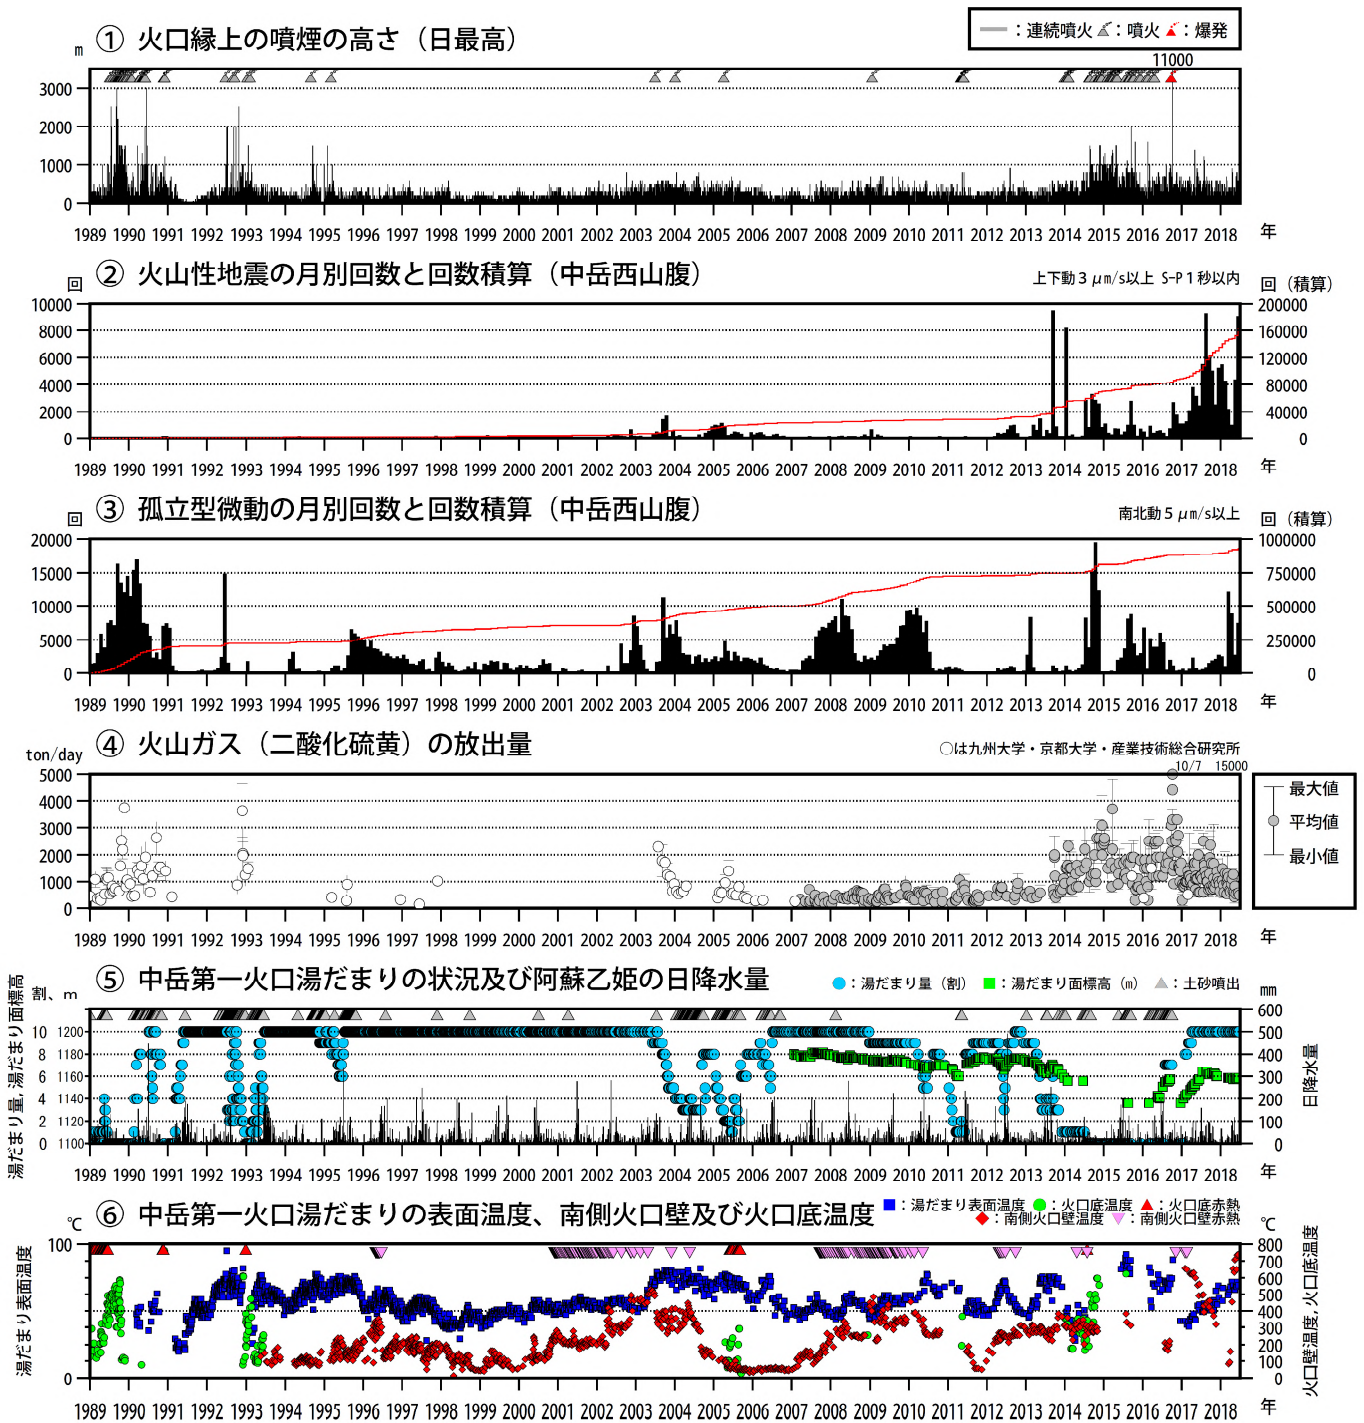 ① 火口縁上の噴煙の高さ（日最高）
：連続噴火 ：噴火 ：爆発
m
11000
3000
2000
1000
0
1989 1990 1991 1992 1993 1994 1995 1996 1997 1998 1999 2000 2001 2002 2003 2004 2005 2006 2007 2008 2009 2010 2011 2012 2013 2014 2015 2016 2017 2018 年
② 火山性地震の月別回数と回数積算（中岳西山腹）
上下動３μm/s以上 S-P１秒以内
回 回（積算）
10000 200000
8000 160000
6000 120000
4000 80000
2000 40000
0 0
1989 1990 1991 1992 1993 1994 1995 1996 1997 1998 1999 2000 2001 2002 2003 2004 2005 2006 2007 2008 2009 2010 2011 2012 2013 2014 2015 2016 2017 2018 年
③ 孤立型微動の月別回数と回数積算（中岳西山腹）
南北動５μm/s以上
回 回（積算）
20000 1000000
15000 750000
10000 500000
5000 250000
0 0
1989 1990 1991 1992 1993 1994 1995 1996 1997 1998 1999 2000 2001 2002 2003 2004 2005 2006 2007 2008 2009 2010 2011 2012 2013 2014 2015 2016 2017 2018 年
④ 火山ガス（二酸化硫黄）の放出量
○は九州大学・京都大学・産業技術総合研究所
ton/day
10/7 15000
5000
4000
3000
2000
1000
0
最大値
平均値
最小値
1989 1990 1991 1992 1993 1994 1995 1996 1997 1998 1999 2000 2001 2002 2003 2004 2005 2006 2007 2008 2009 2010 2011 2012 2013 2014 2015 2016 2017 2018 年
⑤ 中岳第一火口湯だまりの状況及び阿蘇乙姫の日降水量
：湯だまり量（割） ：湯だまり面標高（m） ：土砂噴出
割、m mm
湯だまり量, 湯だまり面標高
日降水量
600
10 1200 500
8 1180 400
6 1160 300
4 1140 200
2 1120 100
0 1100 0
1989 1990 1991 1992 1993 1994 1995 1996 1997 1998 1999 2000 2001 2002 2003 2004 2005 2006 2007 2008 2009 2010 2011 2012 2013 2014 2015 2016 2017 2018 年
⑥ 中岳第一火口湯だまりの表面温度、南側火口壁及び火口底温度
：湯だまり表面温度 ：火口底温度 ：火口底赤熱
：南側火口壁温度 ：南側火口壁赤熱
℃ ℃
湯だまり表面温度
火口壁温度, 火口底温度
100 800
700
600
500
400
300
200
100
0 0
1989 1990 1991 1992 1993 1994 1995 1996 1997 1998 1999 2000 2001 2002 2003 2004 2005 2006 2007 2008 2009 2010 2011 2012 2013 2014 2015 2016 2017 2018 年